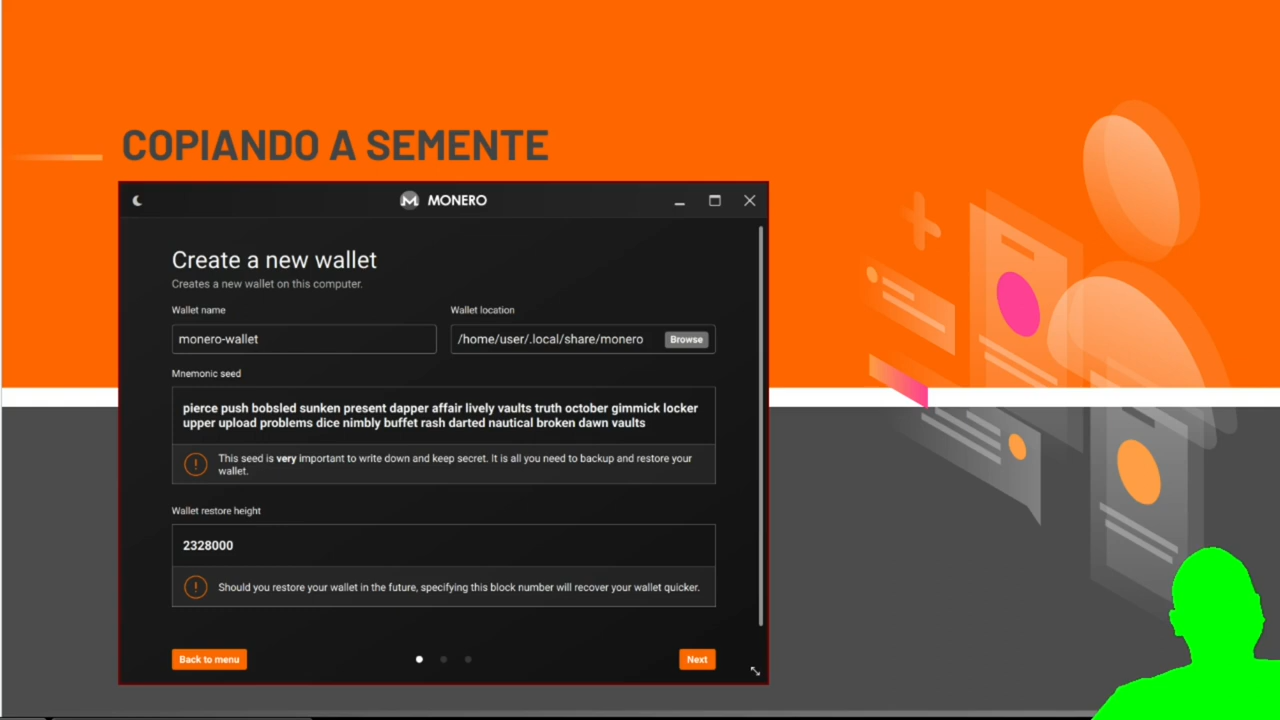 COPIANDO A SEMENTE
MONERO
Create a new wallet
Creates a new wallet on this computer.
Wallet name
Wallet location
monero-wallet
/home/user/.local/share/monero
Browse
Mnemonic seed
pierce push bobsled sunken present dapper affair lively vaults truth october gimmick locker
upper upload problems dice nimbly buffet rash darted nautical broken dawn vaults
This seed is very important to write down and keep secret. It is all you need to backup and restore your
wallet.
Wallet restore height
2328000
Should you restore your wallet in the future, specifying this block number will recover your wallet quicker.
Back to menu
Next